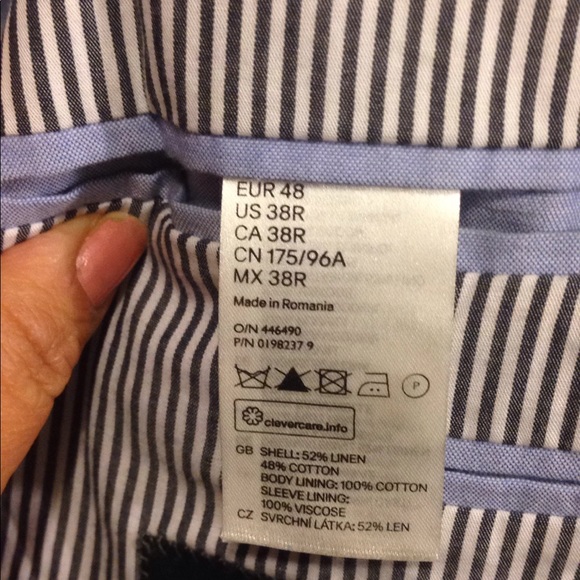 EUR 48
US 38R
CA 38R
CN 175/96A
MX 38R
Made in Romania
O/N 446490
P/N 0198237 9
P
clevercare.info
GB SHELL: 52% LINEN
48% COTTON
BODY LINING: 100% COTTON
SLEEVE LINING:
100% VISCOSE
CZ SVRCHNÍ LÁTKA: 52% LEN